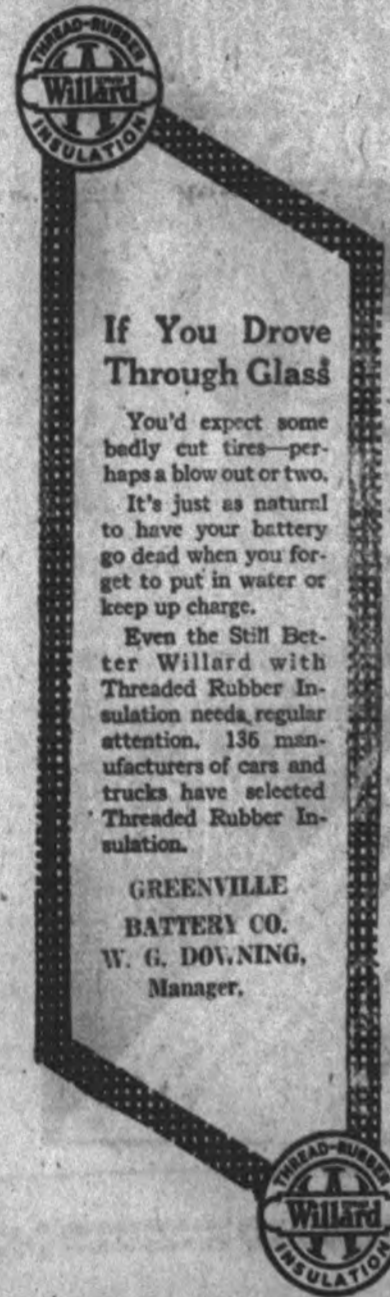 THREAD-RUBBER
Willard
INSULATION
If You Drove
Through Glass
You'd expect some
badly cut tires—per-
haps a blow out or two.
It's just as natural
to have your battery
go dead when you for-
get to put in water or
keep up charge.
Even the Still Bet-
ter Willard with
Threaded Rubber In-
sulation needs regular
attention. 136 man-
ufacturers of cars and
trucks have selected
Threaded Rubber In-
sulation.
GREENVILLE
BATTERY CO.
W. G. DOWNING,
Manager.
THREAD-RUBBER
Willard
INSULATION